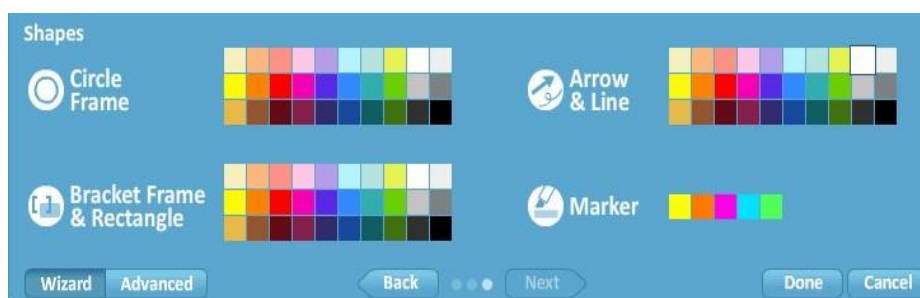 Shapes
Circle
Frame
Arrow
& Line
Bracket Frame
& Rectangle
Marker
Wizard
Advanced
Back
Next
Done
Cancel